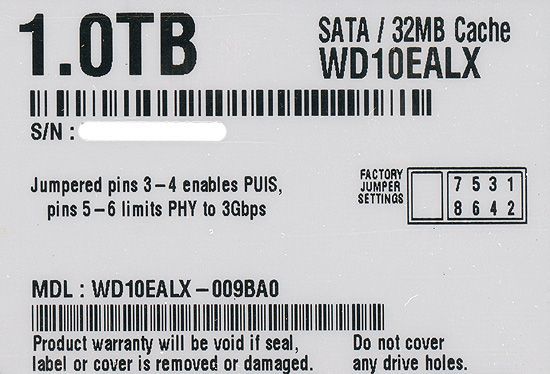 1.0TB
SATA / 32MB Cache
WD10EALX
S/N :
Jumpered pins 3-4 enables PUIS,
pins 5-6 limits PHY to 3Gbps
FACTORY
JUMPER
SETTINGS
7 5 3 1
8 6 4 2
MDL : WD10EALX-009BA0
Product warranty will be void if seal,
label or cover is removed or damaged.
Do not cover
any drive holes.